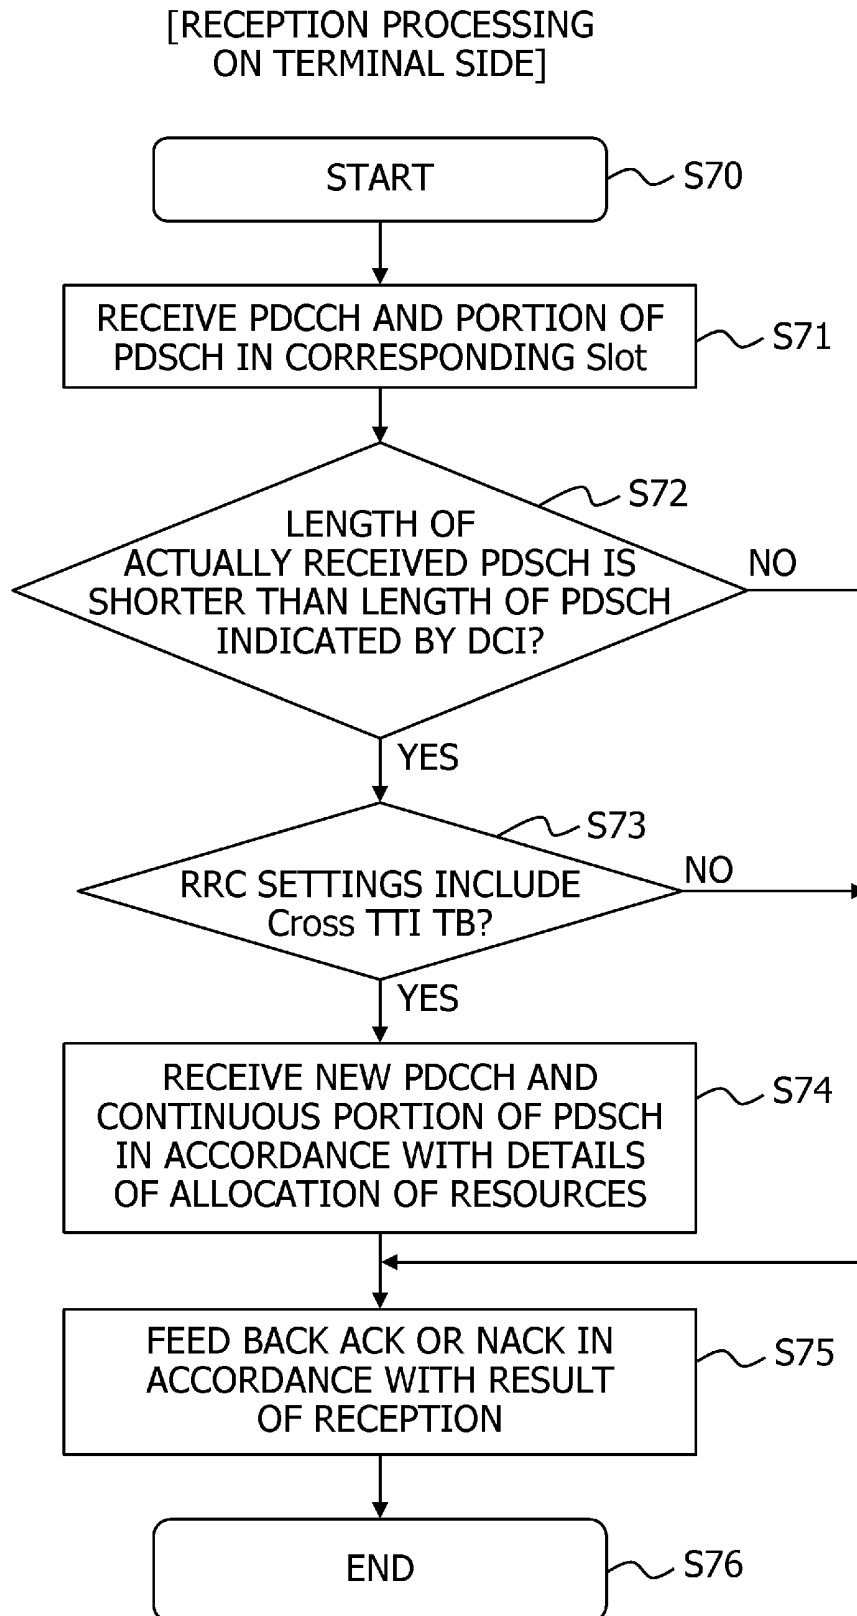 [RECEPTION PROCESSING
ON TERMINAL SIDE]
START
S70
RECEIVE PDCCH AND PORTION OF
PDSCH IN CORRESPONDING Slot
S71
S72
LENGTH OF
ACTUALLY RECEIVED PDSCH IS
SHORTER THAN LENGTH OF PDSCH
INDICATED BY DCI?
NO
YES
S73
RRC SETTINGS INCLUDE
Cross TTI TB?
NO
YES
RECEIVE NEW PDCCH AND
CONTINUOUS PORTION OF PDSCH
IN ACCORDANCE WITH DETAILS
OF ALLOCATION OF RESOURCES
S74
FEED BACK ACK OR NACK IN
ACCORDANCE WITH RESULT
OF RECEPTION
S75
END
S76